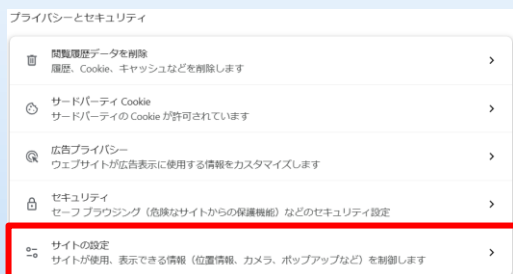 プライバシーとセキュリティ
閲覧履歴データを削除
履歴、Cookie、キャッシュなどを削除します
サードパーティ Cookie
サードパーティの Cookie が許可されています
広告プライバシー
ウェブサイトが広告表示に使用する情報をカスタマイズします
セキュリティ
セーフ ブラウジング（危険なサイトからの保護機能）などのセキュリティ設定
サイトの設定
サイトが使用、表示できる情報（位置情報、カメラ、ポップアップなど）を制御します